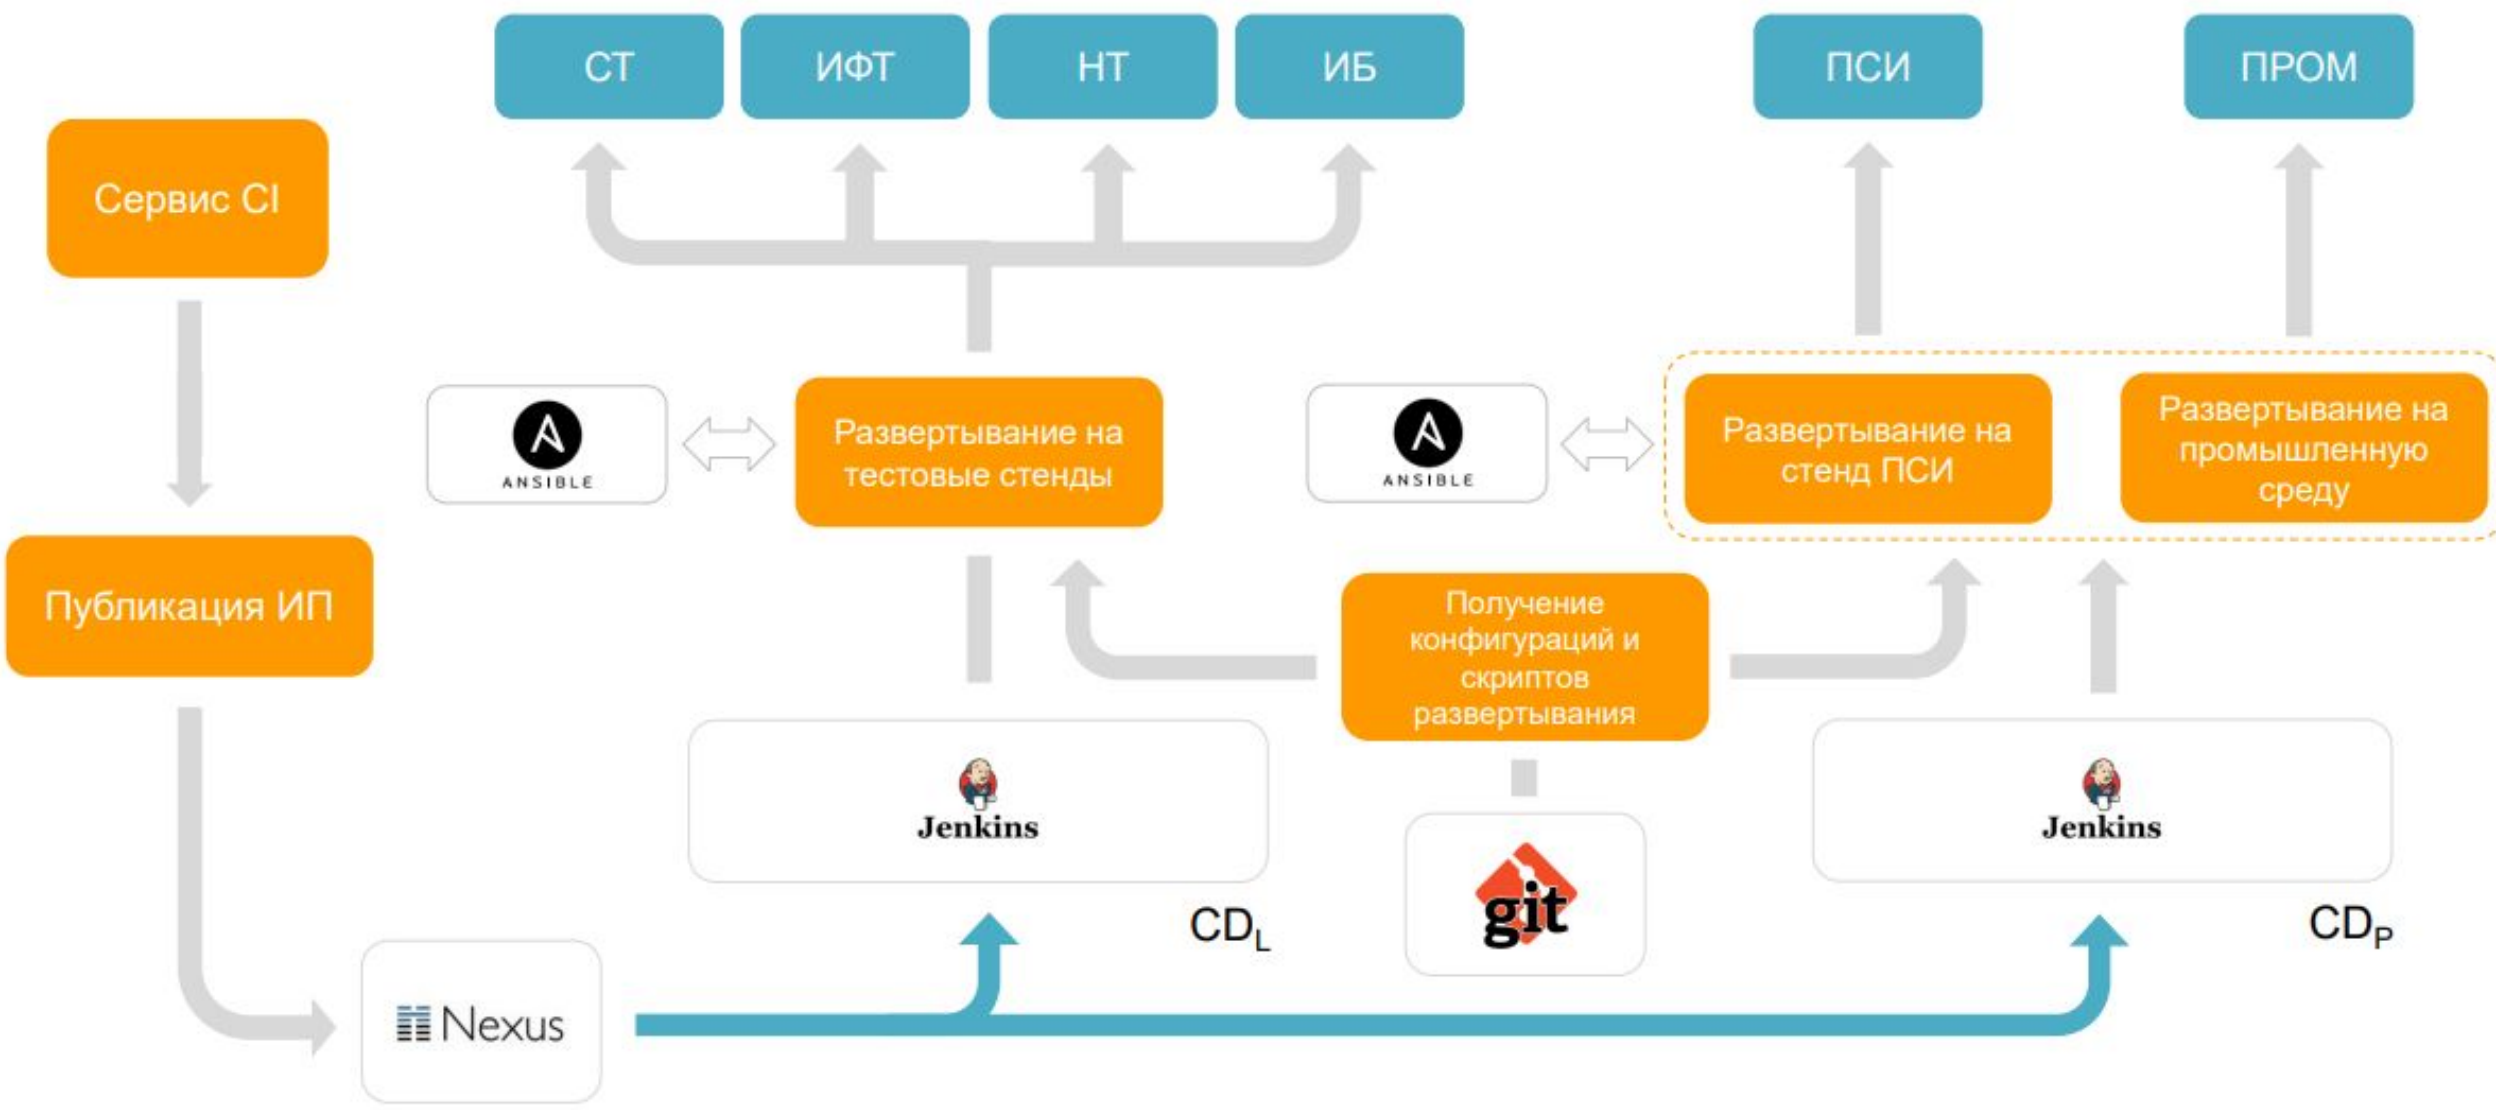 СТ
ИФТ
НТ
ИБ
ПСИ
ПРОМ
Сервис CI
ANSIBLE
Развертывание на
тестовые стенды
ANSIBLE
Развертывание на
стенд ПСИ
Развертывание на
промышленную
среду
Публикация ИП
Получение
конфигураций и
скриптов
развертывания
Jenkins
CDL
git
Jenkins
CDP
Nexus